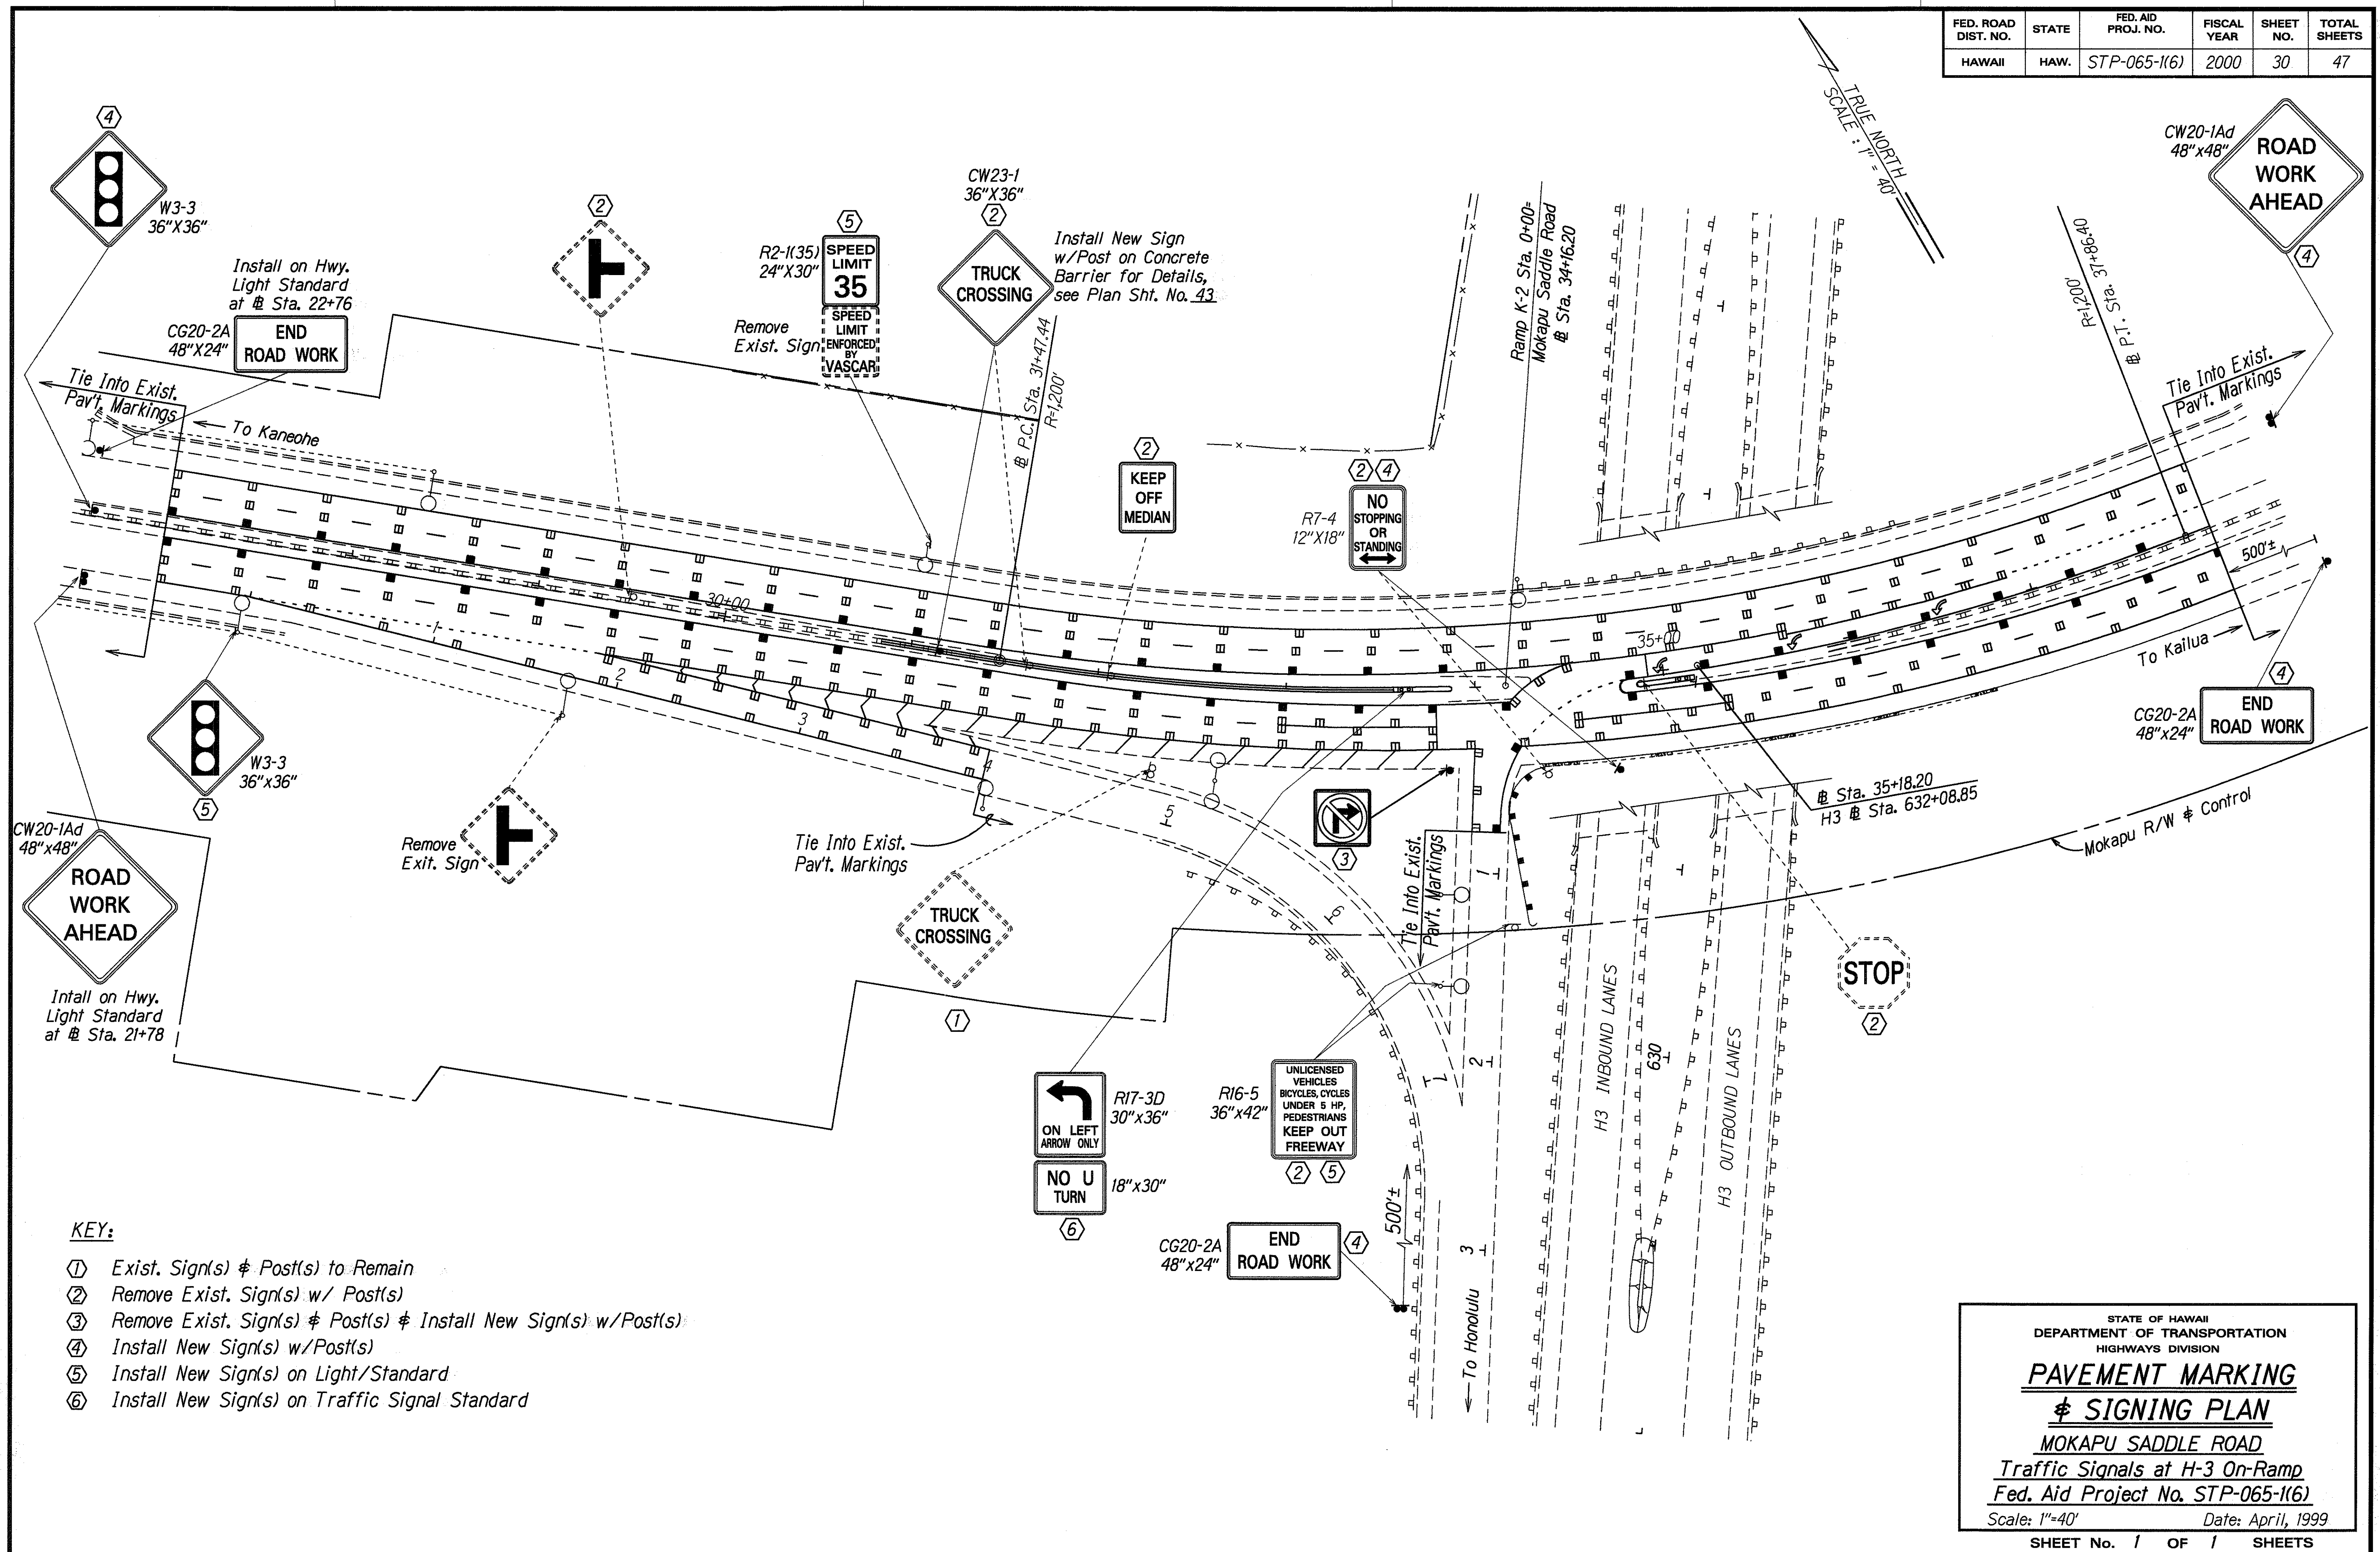 FED. ROAD DIST. NO.
STATE
FED. AID PROJ. NO.
FISCAL YEAR
SHEET NO.
TOTAL SHEETS
HAWAII
HAW.
STP-065-1(6)
2000
30
47
TRUE NORTH
SCALE : 1" = 40'
4
W3-3
36"X36"
Install on Hwy.
Light Standard
at ℄ Sta. 22+76
CG20-2A
48"X24"
END
ROAD WORK
Tie Into Exist.
Pav't. Markings
To Kaneohe
2
5
R2-1(35)
24"X30"
SPEED
LIMIT
35
Remove
Exist. Sign
SPEED
LIMIT
ENFORCED
BY
VASCAR
CW23-1
36"X36"
2
TRUCK
CROSSING
Install New Sign
w/Post on Concrete
Barrier for Details,
see Plan Sht. No. 43
℄ P.C. Sta. 31+47.44
R=1,200'
2
KEEP
OFF
MEDIAN
2 4
R7-4
12"X18"
NO
STOPPING
OR
STANDING
Ramp K-2 Sta. 0+00=
Mokapu Saddle Road
℄ Sta. 34+16.20
CW20-1Ad
48"x48"
ROAD
WORK
AHEAD
4
R=1,200'
℄ P.T. Sta. 37+86.40
Tie Into Exist.
Pav't. Markings
500'±
30+00
35+00
To Kailua
4
CG20-2A
48"x24"
END
ROAD WORK
℄ Sta. 35+18.20
H3 ℄ Sta. 632+08.85
Mokapu R/W & Control
1
2
3
4
5
6
7
W3-3
36"x36"
5
CW20-1Ad
48"x48"
ROAD
WORK
AHEAD
Intall on Hwy.
Light Standard
at ℄ Sta. 21+78
Remove
Exit. Sign
Tie Into Exist.
Pav't. Markings
TRUCK
CROSSING
1
3
Tie Into Exist.
Pav't. Markings
1
2
3
STOP
2
H3 INBOUND LANES
630
H3 OUTBOUND LANES
R17-3D
30"x36"
ON LEFT
ARROW ONLY
NO U
TURN
18"x30"
6
R16-5
36"x42"
UNLICENSED
VEHICLES
BICYCLES, CYCLES
UNDER 5 HP,
PEDESTRIANS
KEEP OUT
FREEWAY
2 5
500'±
CG20-2A
48"x24"
END
ROAD WORK
4
To Honolulu
KEY:
1 Exist. Sign(s) & Post(s) to Remain
2 Remove Exist. Sign(s) w/ Post(s)
3 Remove Exist. Sign(s) & Post(s) & Install New Sign(s) w/Post(s)
4 Install New Sign(s) w/Post(s)
5 Install New Sign(s) on Light/Standard
6 Install New Sign(s) on Traffic Signal Standard
STATE OF HAWAII
DEPARTMENT OF TRANSPORTATION
HIGHWAYS DIVISION
PAVEMENT MARKING
& SIGNING PLAN
MOKAPU SADDLE ROAD
Traffic Signals at H-3 On-Ramp
Fed. Aid Project No. STP-065-1(6)
Scale: 1"=40' Date: April, 1999
SHEET No. 1 OF 1 SHEETS